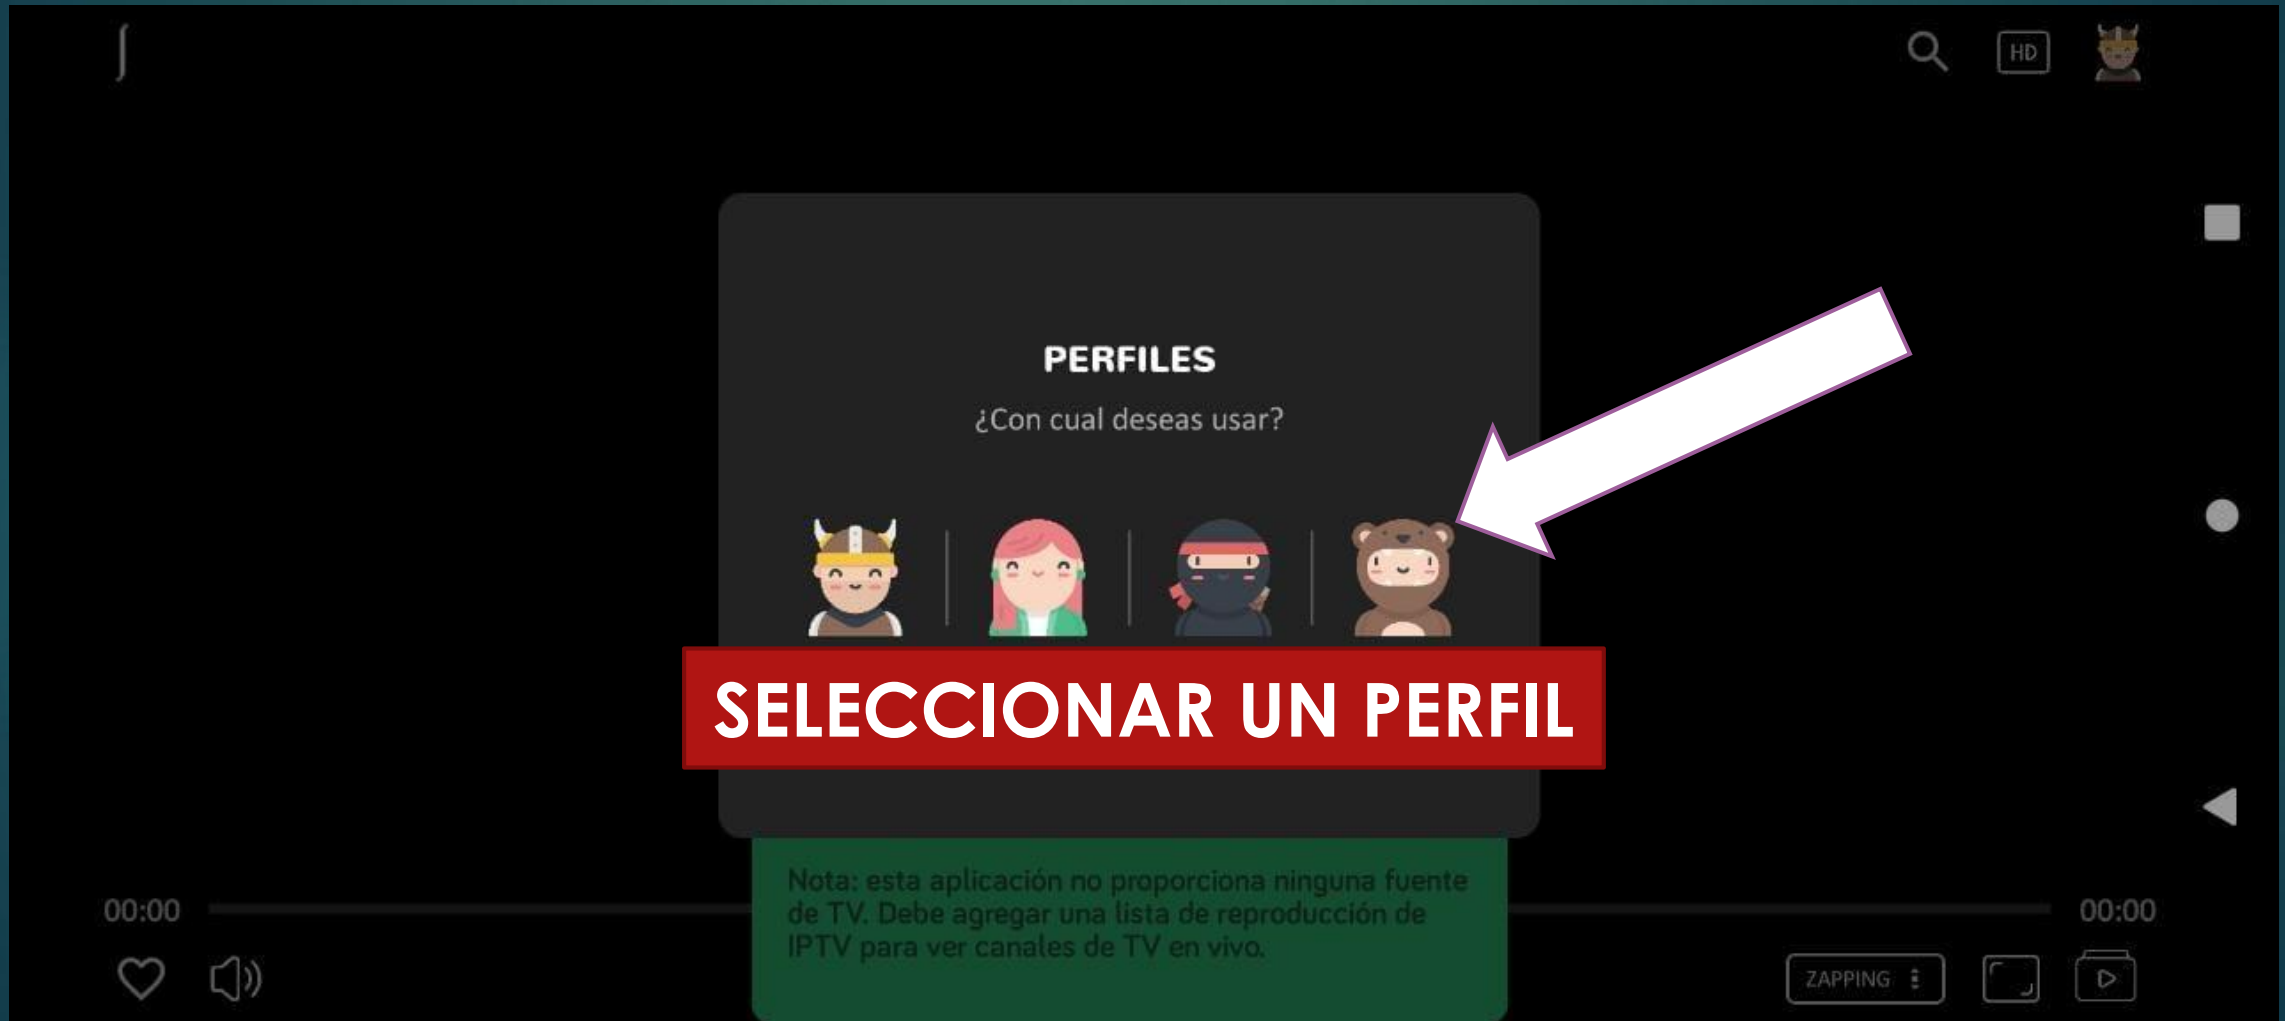 HD
PERFILES
¿Con cual deseas usar?
SELECCIONAR UN PERFIL
Nota: esta aplicación no proporciona ninguna fuente
de TV. Debe agregar una lista de reproducción de
IPTV para ver canales de TV en vivo.
00:00
00:00
ZAPPING